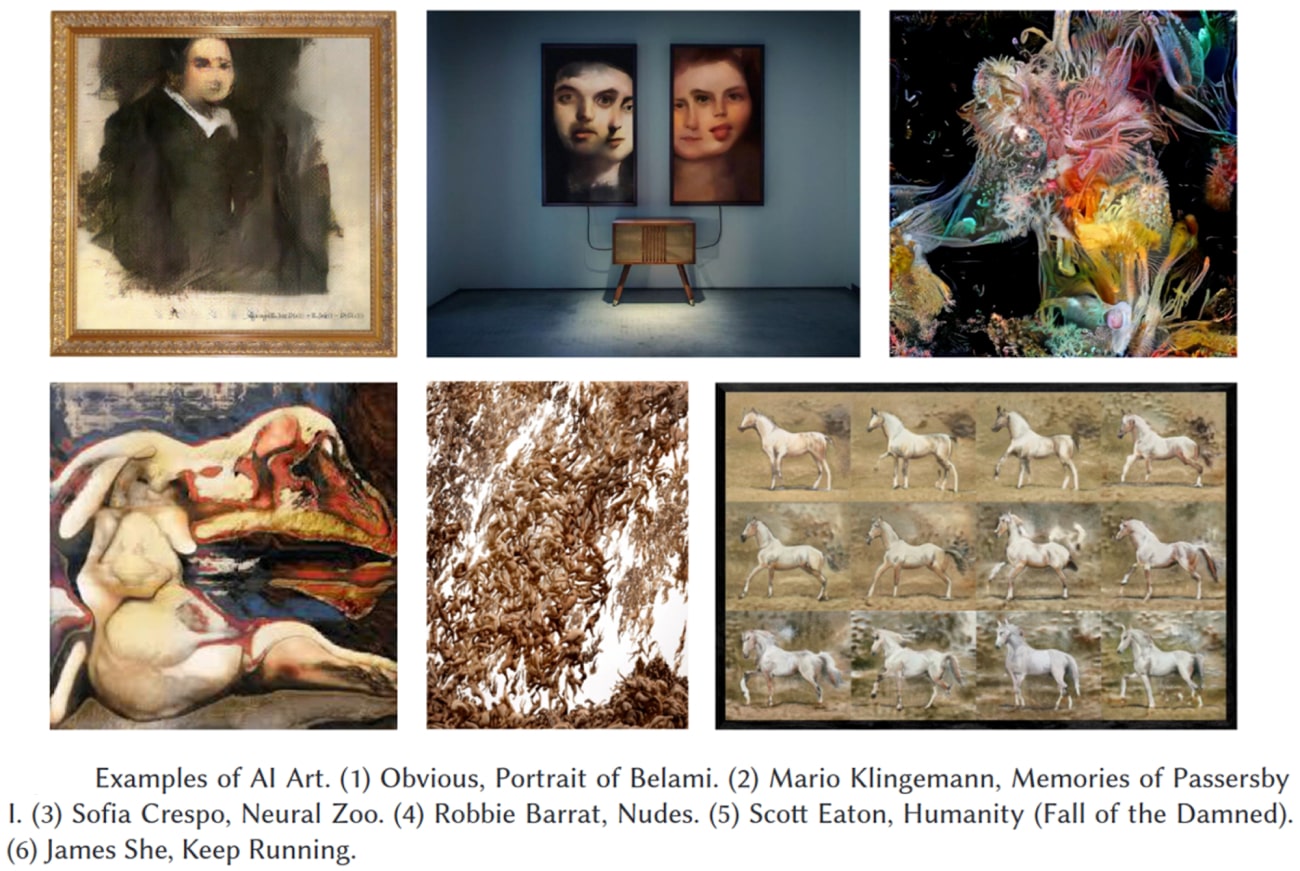 Examples of AI Art. (1) Obvious, Portrait of Belami. (2) Mario Klingemann, Memories of Passersby
I. (3) Sofia Crespo, Neural Zoo. (4) Robbie Barrat, Nudes. (5) Scott Eaton, Humanity (Fall of the Damned).
(6) James She, Keep Running.